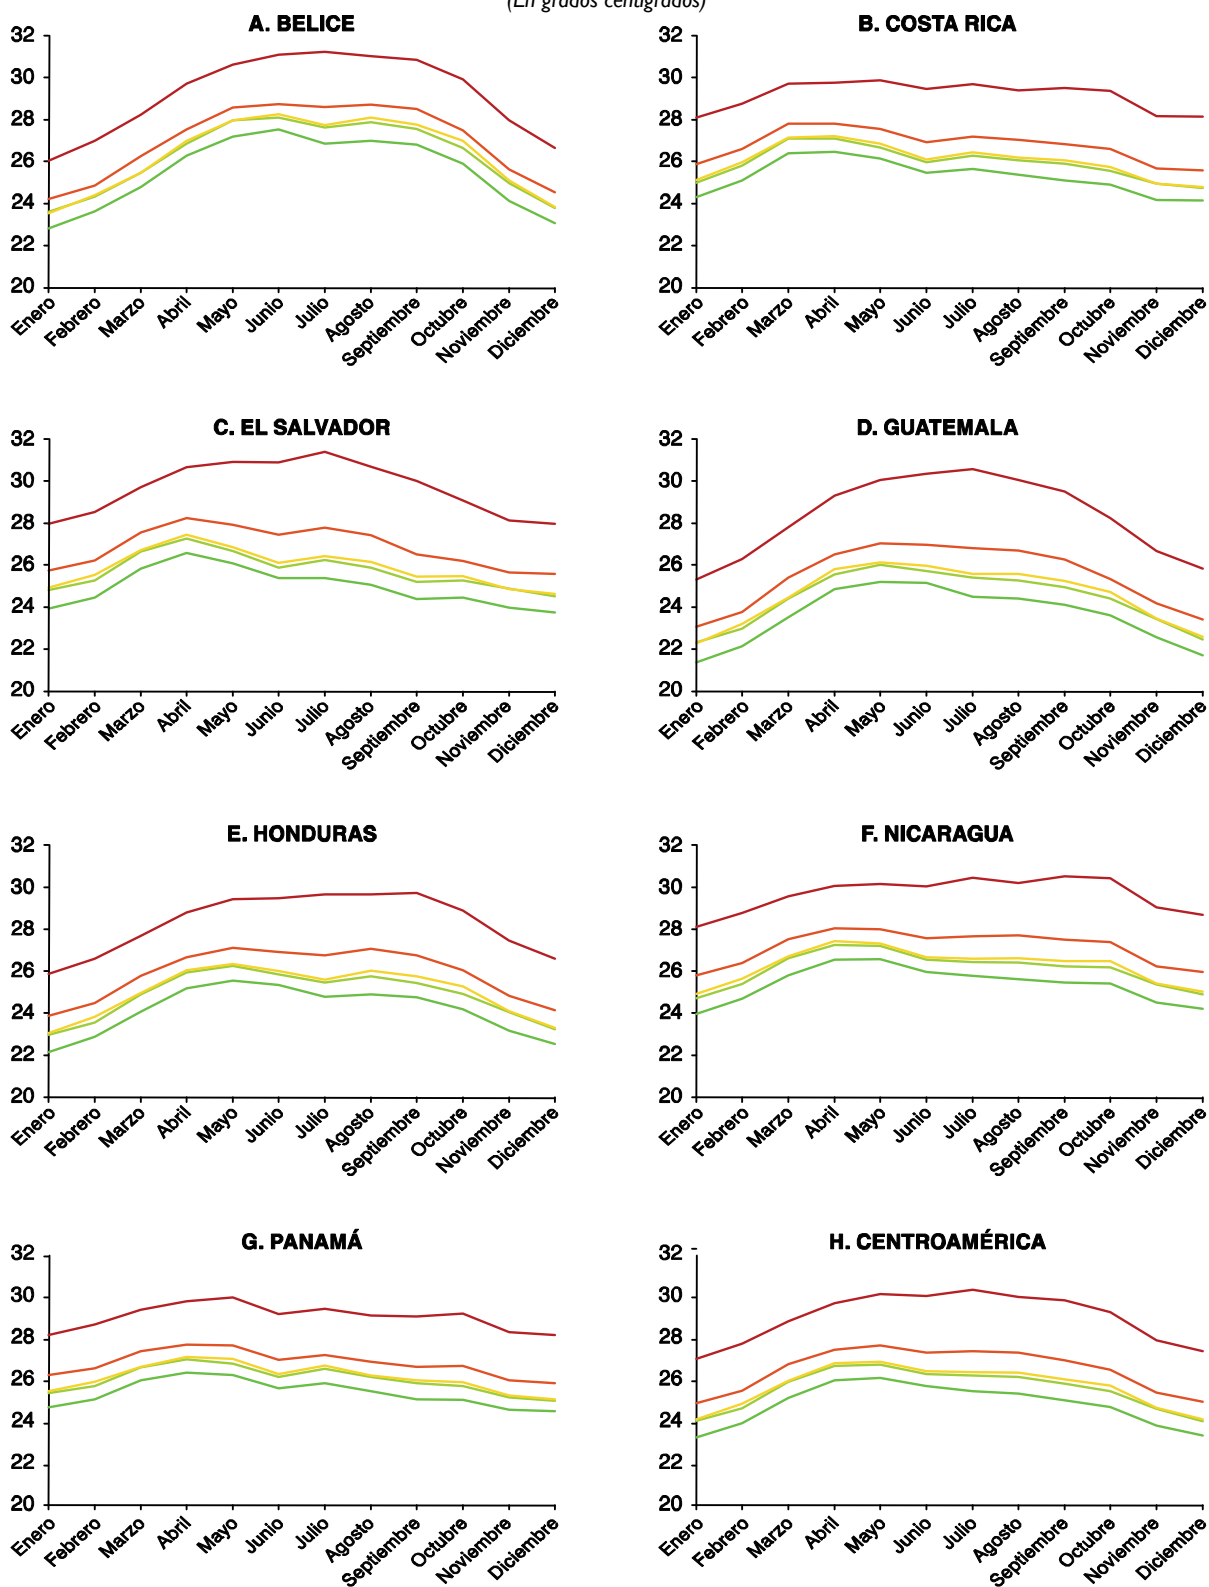 (En grados centígrados)
A. BELICE
32
30
28
26
24
22
20
Enero
Febrero
Marzo
Abril
Mayo
Junio
Julio
Agosto
Septiembre
Octubre
Noviembre
Diciembre
B. COSTA RICA
32
30
28
26
24
22
20
Enero
Febrero
Marzo
Abril
Mayo
Junio
Julio
Agosto
Septiembre
Octubre
Noviembre
Diciembre
C. EL SALVADOR
32
30
28
26
24
22
20
Enero
Febrero
Marzo
Abril
Mayo
Junio
Julio
Agosto
Septiembre
Octubre
Noviembre
Diciembre
D. GUATEMALA
32
30
28
26
24
22
20
Enero
Febrero
Marzo
Abril
Mayo
Junio
Julio
Agosto
Septiembre
Octubre
Noviembre
Diciembre
E. HONDURAS
32
30
28
26
24
22
20
Enero
Febrero
Marzo
Abril
Mayo
Junio
Julio
Agosto
Septiembre
Octubre
Noviembre
Diciembre
F. NICARAGUA
32
30
28
26
24
22
20
Enero
Febrero
Marzo
Abril
Mayo
Junio
Julio
Agosto
Septiembre
Octubre
Noviembre
Diciembre
G. PANAMÁ
32
30
28
26
24
22
20
Enero
Febrero
Marzo
Abril
Mayo
Junio
Julio
Agosto
Septiembre
Octubre
Noviembre
Diciembre
H. CENTROAMÉRICA
32
30
28
26
24
22
20
Enero
Febrero
Marzo
Abril
Mayo
Junio
Julio
Agosto
Septiembre
Octubre
Noviembre
Diciembre